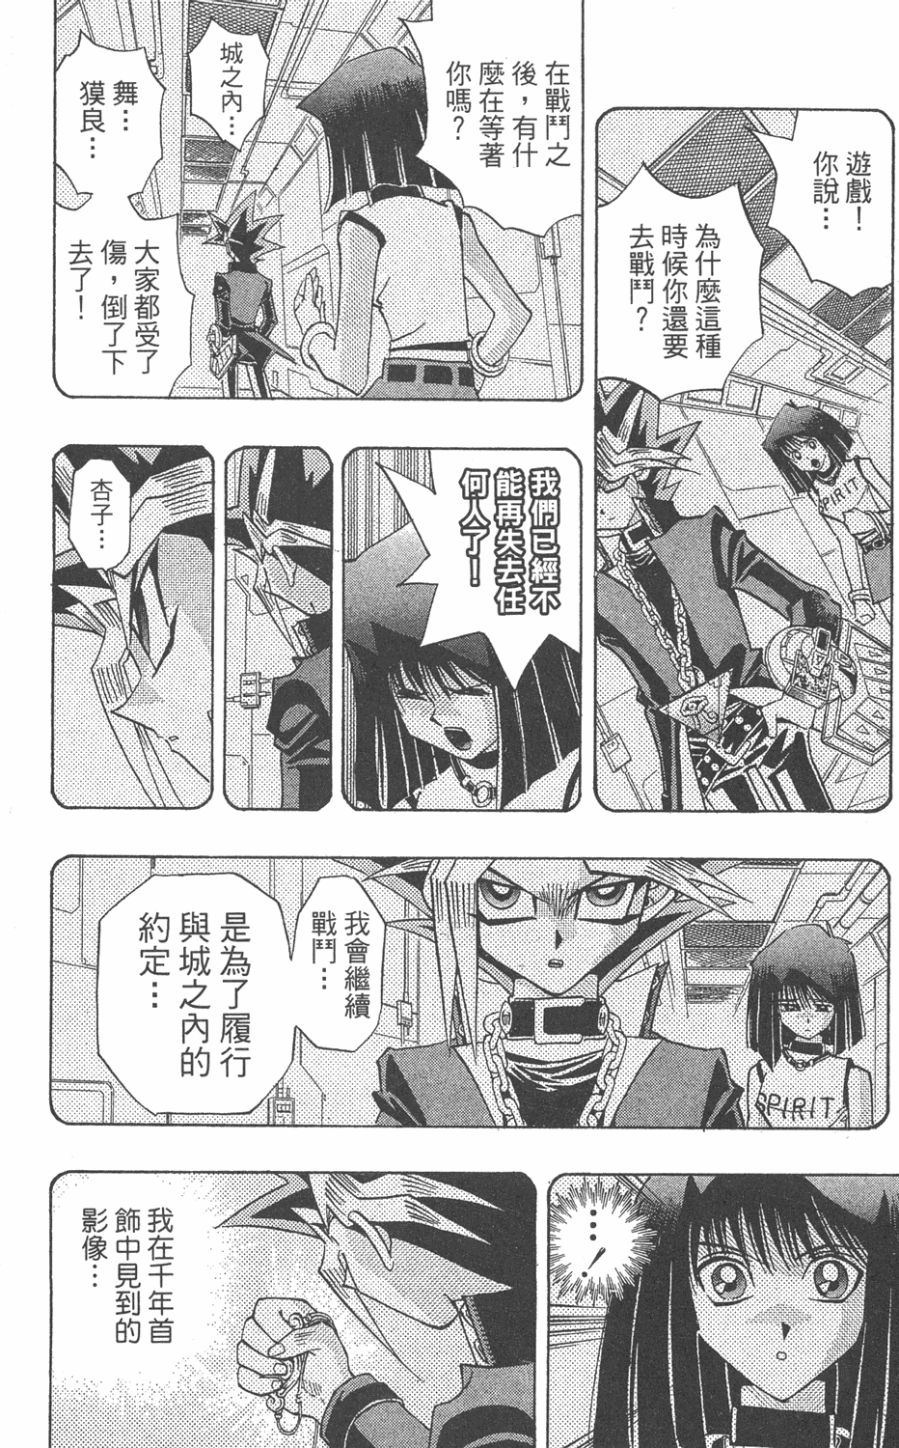 遊戲！
你說…
為什麼這種
時候你還要
去戰鬥？
SPIRIT
在戰鬥之
後，有什
麼在等著
你嗎？
城之內…
舞…
獏良…
大家都受了
傷，倒了下
去了！
我們已經不
能再失去任
何人了！
杏子…
我會繼續
戰鬥…
是為了履行
與城之內的
約定…
SPIRIT
…！
我在千年首
飾中見到的
影像…